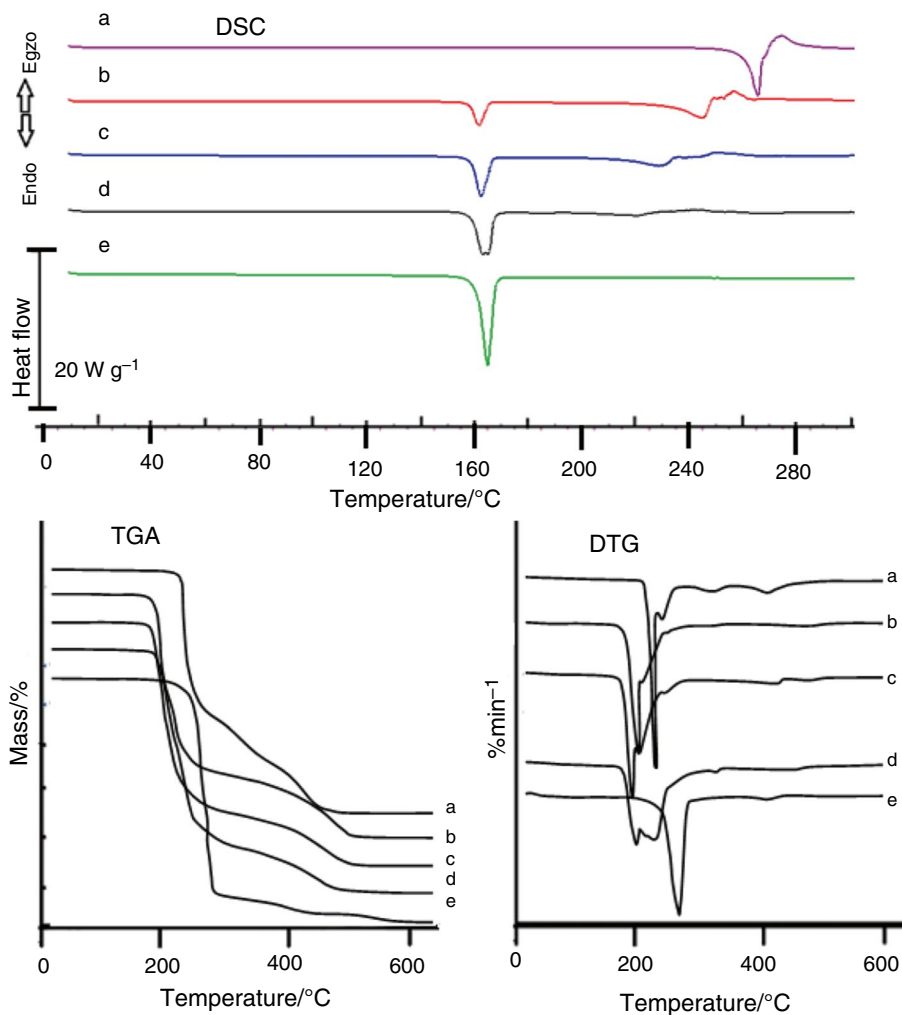 a
DSC
Egzo
b
c
Endo
d
e
Heat flow
20 W g⁻¹
0 40 80 120 160 200 240 280
Temperature/°C
TGA
Mass/%
a
b
c
d
e
0 200 400 600
Temperature/°C
DTG
%min⁻¹
a
b
c
d
e
0 200 400 600
Temperature/°C